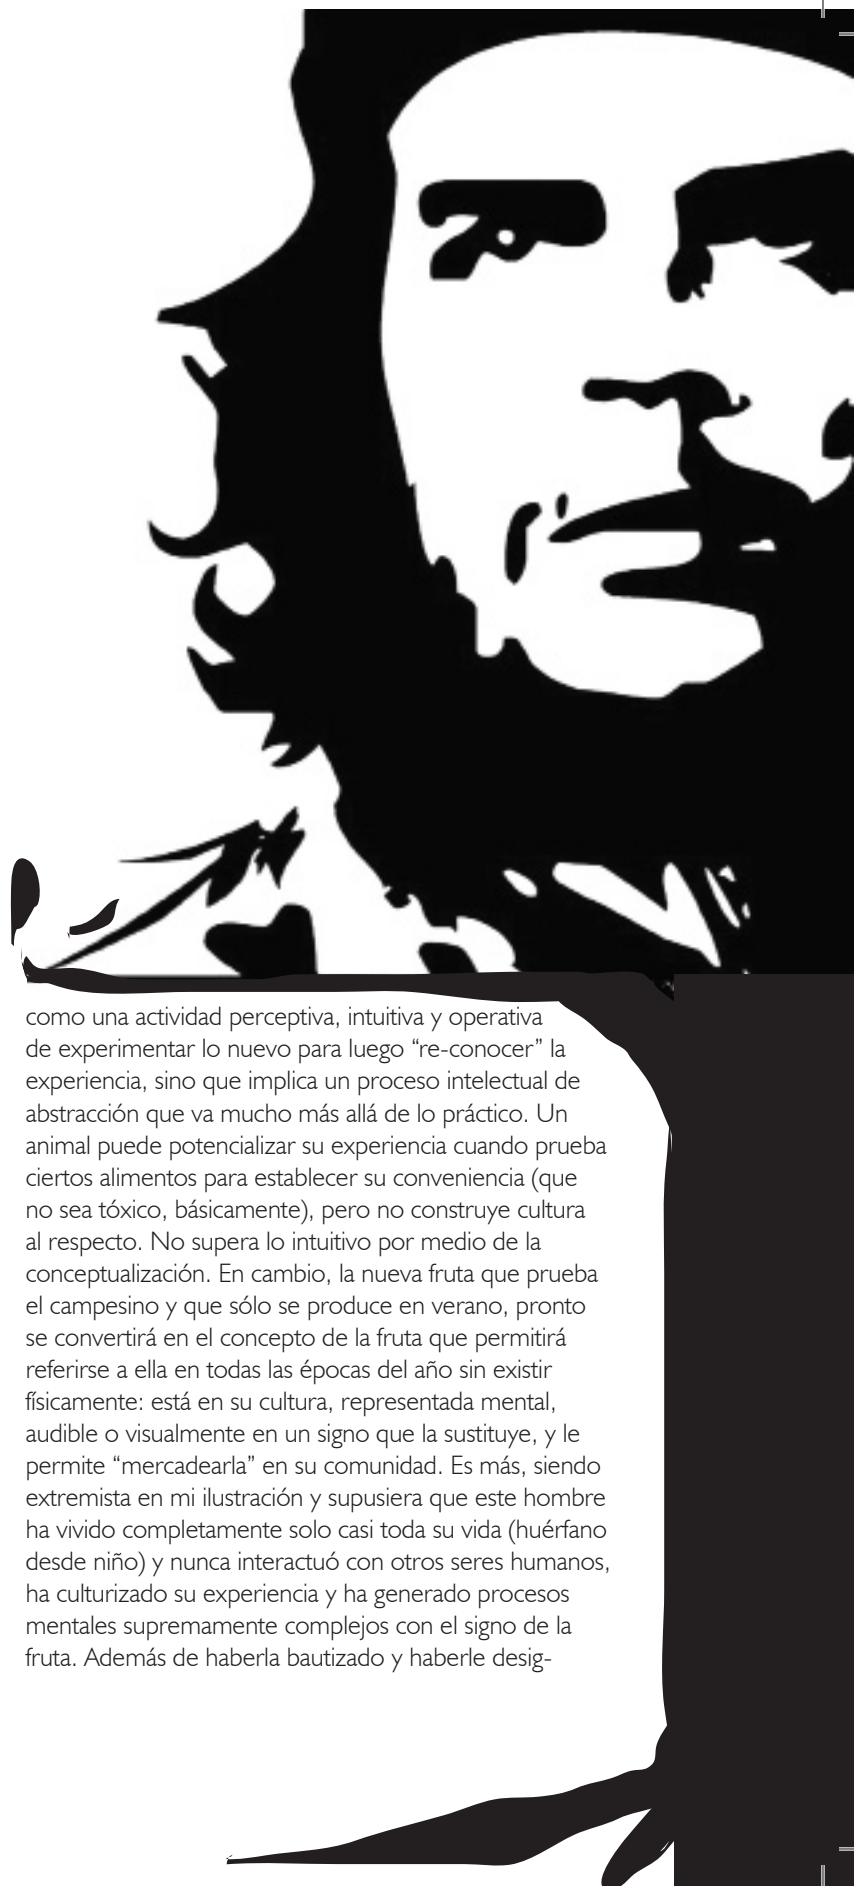 como una actividad perceptiva, intuitiva y operativa
de experimentar lo nuevo para luego “re-conocer” la
experiencia, sino que implica un proceso intelectual de
abstracción que va mucho más allá de lo práctico. Un
animal puede potencializar su experiencia cuando prueba
ciertos alimentos para establecer su conveniencia (que
no sea tóxico, básicamente), pero no construye cultura
al respecto. No supera lo intuitivo por medio de la
conceptualización. En cambio, la nueva fruta que prueba
el campesino y que sólo se produce en verano, pronto
se convertirá en el concepto de la fruta que permitirá
referirse a ella en todas las épocas del año sin existir
físicamente: está en su cultura, representada mental,
audible o visualmente en un signo que la sustituye, y le
permite “mercadearla” en su comunidad. Es más, siendo
extremista en mi ilustración y supusiera que este hombre
ha vivido completamente solo casi toda su vida (huérfano
desde niño) y nunca interactuó con otros seres humanos,
ha culturizado su experiencia y ha generado procesos
mentales supremamente complejos con el signo de la
fruta. Además de haberla bautizado y haberle desig-